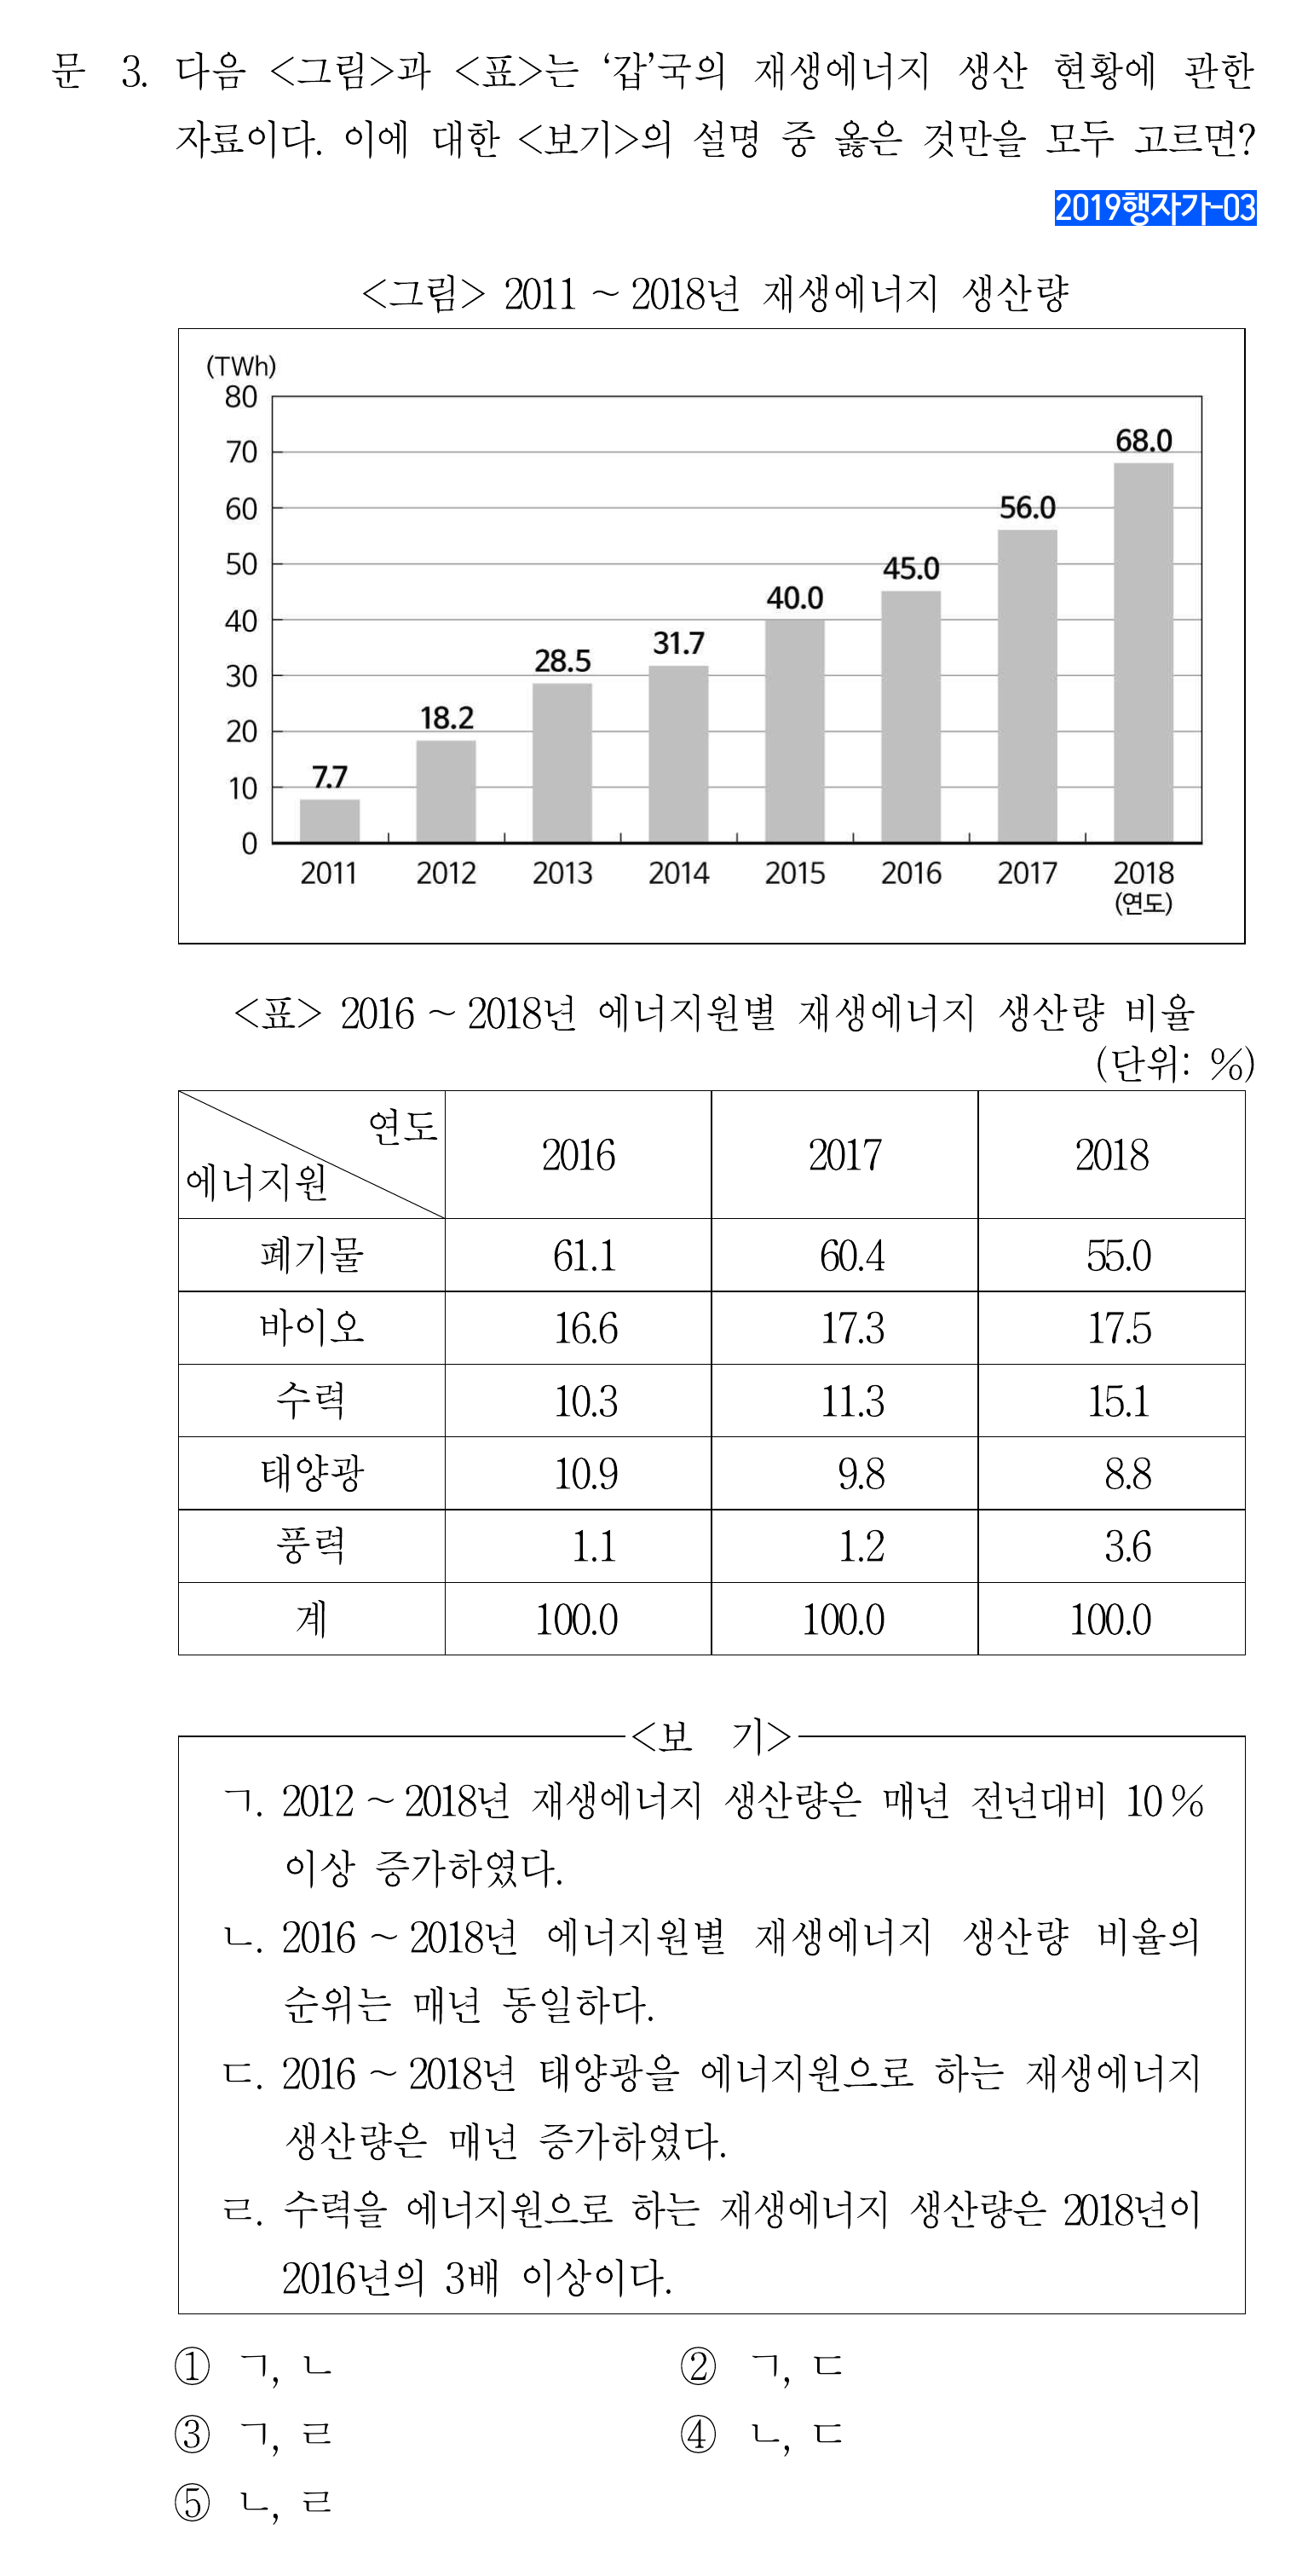 문 3. 다음 <그림>과 <표>는 ‘갑’국의 재생에너지 생산 현황에 관한
자료이다. 이에 대한 <보기>의 설명 중 옳은 것만을 모두 고르면?
2019행자가-03
<그림> 2011 ~ 2018년 재생에너지 생산량
(TWh)
80
70
60
50
40
30
20
10
0
7.7
18.2
28.5
31.7
40.0
45.0
56.0
68.0
2011 2012 2013 2014 2015 2016 2017 2018
(연도)
<표> 2016 ~ 2018년 에너지원별 재생에너지 생산량 비율
(단위: %)
연도
에너지원
2016 2017 2018
폐기물 61.1 60.4 55.0
바이오 16.6 17.3 17.5
수력 10.3 11.3 15.1
태양광 10.9 9.8 8.8
풍력 1.1 1.2 3.6
계 100.0 100.0 100.0
<보 기>
ㄱ. 2012 ~ 2018년 재생에너지 생산량은 매년 전년대비 10 %
이상 증가하였다.
ㄴ. 2016 ~ 2018년 에너지원별 재생에너지 생산량 비율의
순위는 매년 동일하다.
ㄷ. 2016 ~ 2018년 태양광을 에너지원으로 하는 재생에너지
생산량은 매년 증가하였다.
ㄹ. 수력을 에너지원으로 하는 재생에너지 생산량은 2018년이
2016년의 3배 이상이다.
① ㄱ, ㄴ ② ㄱ, ㄷ
③ ㄱ, ㄹ ④ ㄴ, ㄷ
⑤ ㄴ, ㄹ